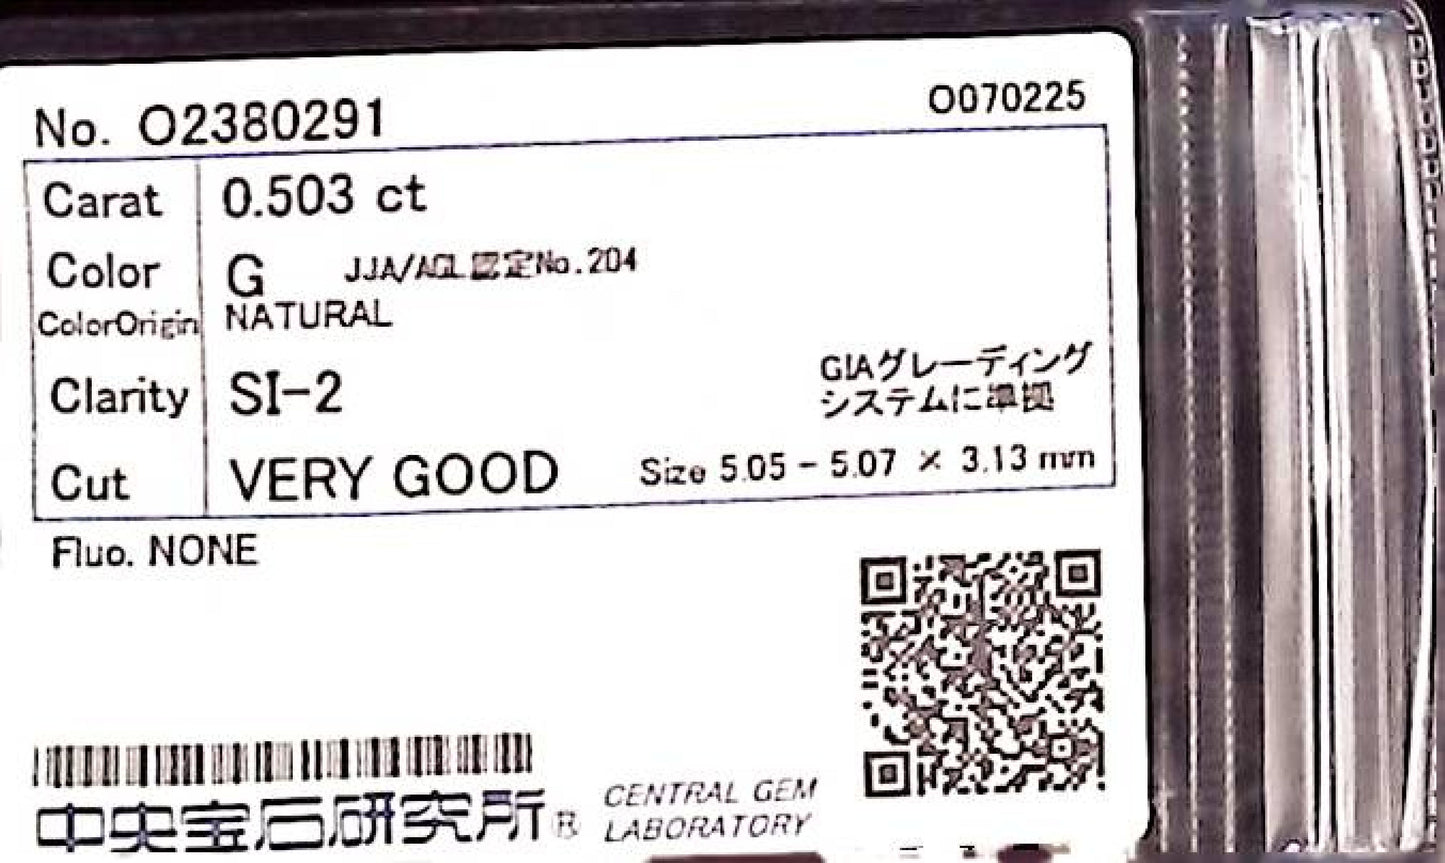 No. O2380291
O070225
Carat 0.503 ct
Color G JJA/AGL認定No.204
ColorOrigin NATURAL
Clarity SI-2
GIAグレーディング
システムに準拠
Cut VERY GOOD Size 5.05 - 5.07 × 3.13 mm
Fluo. NONE
中央宝石研究所®
CENTRAL GEM
LABORATORY